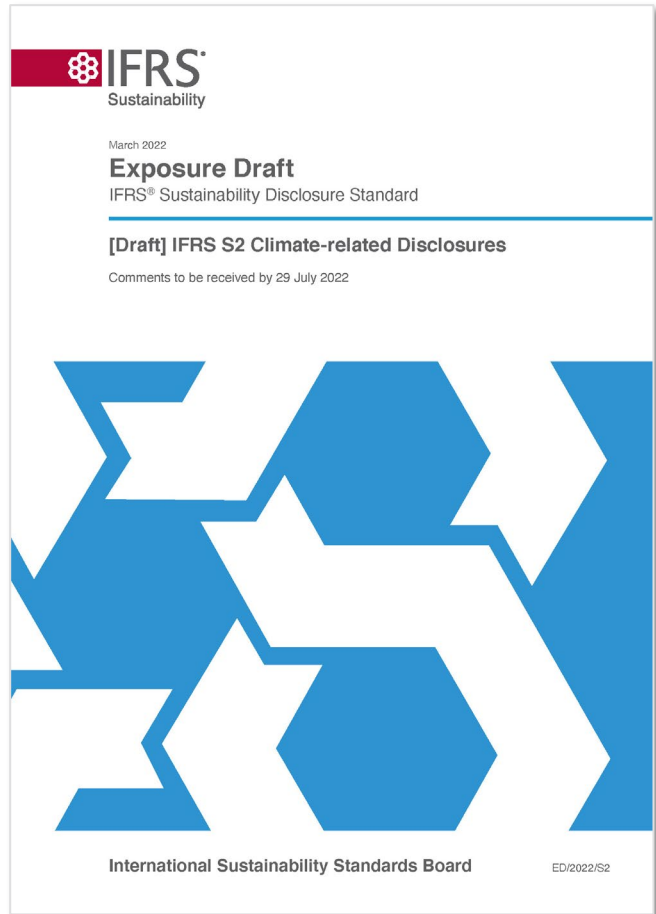 IFRS®
Sustainability
March 2022
Exposure Draft
IFRS® Sustainability Disclosure Standard
[Draft] IFRS S2 Climate-related Disclosures
Comments to be received by 29 July 2022
International Sustainability Standards Board
ED/2022/S2